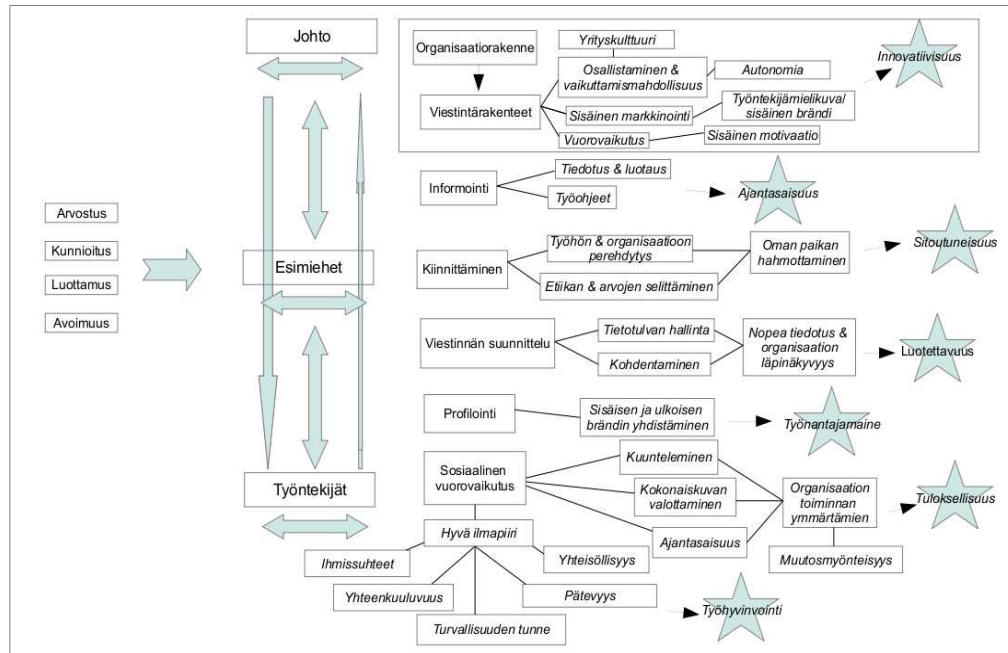 Johto
Esimiehet
Työntekijät
Arvostus
Kunnioitus
Luottamus
Avoimuus
Organisaatiorakenne
Viestintärakenteet
Yrityskulttuuri
Osallistaminen &
vaikuttamismahdollisuus
Autonomia
Sisäinen markkinointi
Työntekijämielikuva/
sisäinen brändi
Vuorovaikutus
Sisäinen motivaatio
Innovatiivisuus
Informointi
Tiedotus & luotaus
Työohjeet
Ajantasaisuus
Kiinnittäminen
Työhön & organisaatioon
perehdytys
Etiikan & arvojen selittäminen
Oman paikan
hahmottaminen
Sitoutuneisuus
Viestinnän suunnittelu
Tietotulvan hallinta
Kohdentaminen
Nopea tiedotus &
organisaation
läpinäkyvyys
Luotettavuus
Profilointi
Sisäisen ja ulkoisen
brändin yhdistäminen
Työnantajamaine
Sosiaalinen
vuorovaikutus
Kuunteleminen
Kokonaiskuvan
valottaminen
Ajantasaisuus
Organisaation
toiminnan
ymmärtämien
Muutosmyönteisyys
Tuloksellisuus
Hyvä ilmapiiri
Ihmissuhteet
Yhteenkuuluvuus
Turvallisuuden tunne
Pätevyys
Yhteisöllisyys
Työhyvinvointi